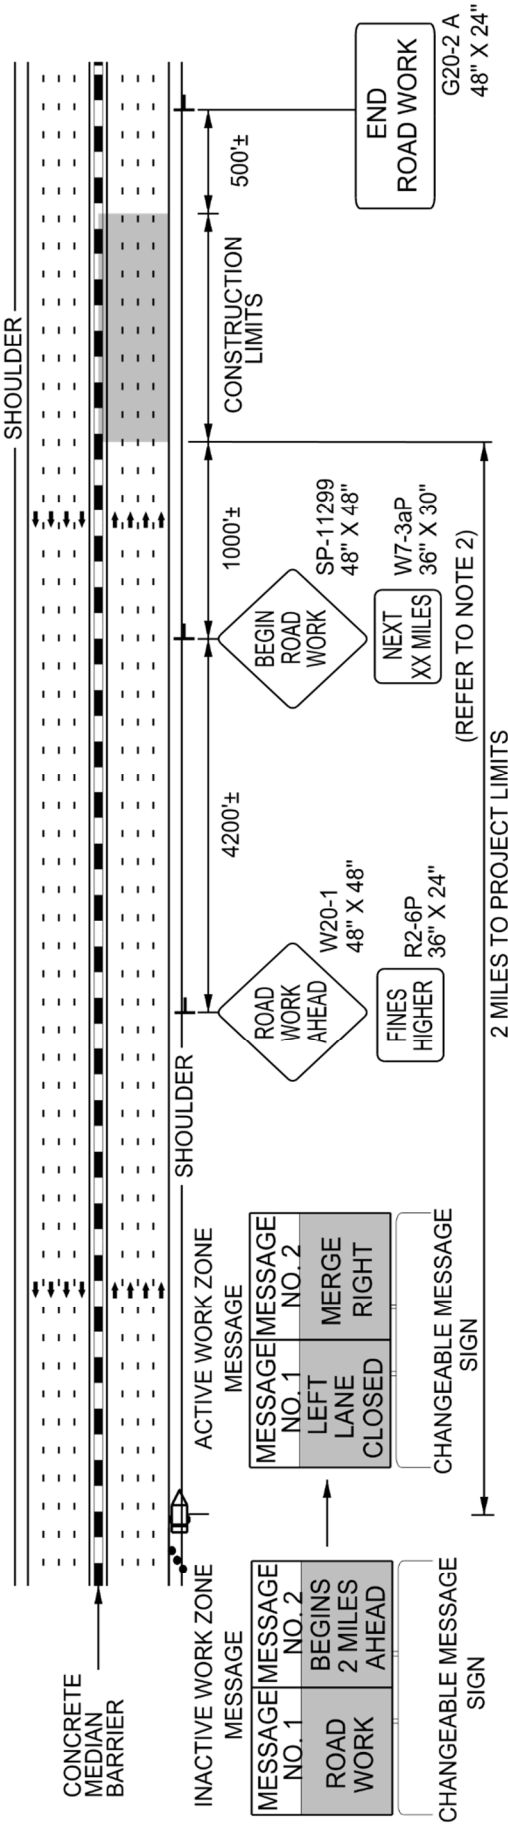 SHOULDER
CONCRETE
MEDIAN
BARRIER
SHOULDER
INACTIVE WORK ZONE
MESSAGE
MESSAGE
NO. 1
MESSAGE
NO. 2
ROAD
WORK
BEGINS
2 MILES
AHEAD
CHANGEABLE MESSAGE
SIGN
ACTIVE WORK ZONE
MESSAGE
MESSAGE
NO. 1
MESSAGE
NO. 2
LEFT
LANE
CLOSED
MERGE
RIGHT
CHANGEABLE MESSAGE
SIGN
4200'±
1000'±
CONSTRUCTION
LIMITS
500'±
ROAD
WORK
AHEAD
W20-1
48" X 48"
FINES
HIGHER
R2-6P
36" X 24"
BEGIN
ROAD
WORK
SP-11299
48" X 48"
NEXT
XX MILES
W7-3aP
36" X 30"
END
ROAD WORK
G20-2 A
48" X 24"
(REFER TO NOTE 2)
2 MILES TO PROJECT LIMITS